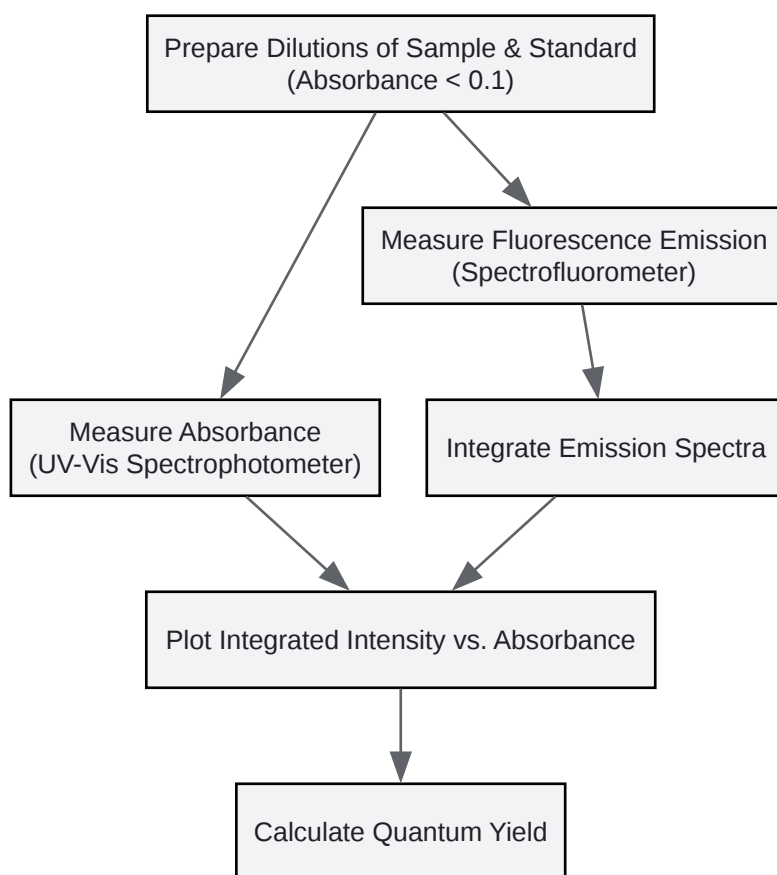 Prepare Dilutions of Sample & Standard
(Absorbance < 0.1)
Measure Fluorescence Emission
(Spectrofluorometer)
Measure Absorbance
(UV-Vis Spectrophotometer)
Integrate Emission Spectra
Plot Integrated Intensity vs. Absorbance
Calculate Quantum Yield